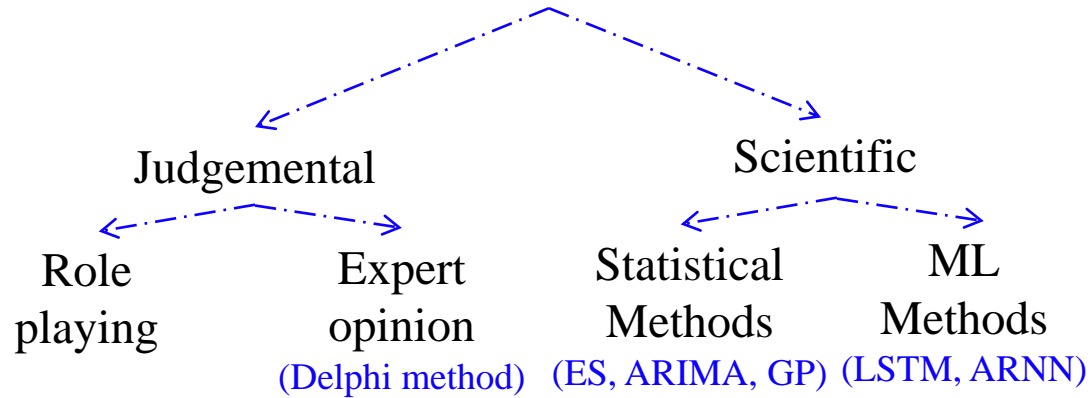 Judgemental
Scientific
Role
playing
Expert
opinion
(Delphi method)
Statistical
Methods
(ES, ARIMA, GP)
ML
Methods
(LSTM, ARNN)